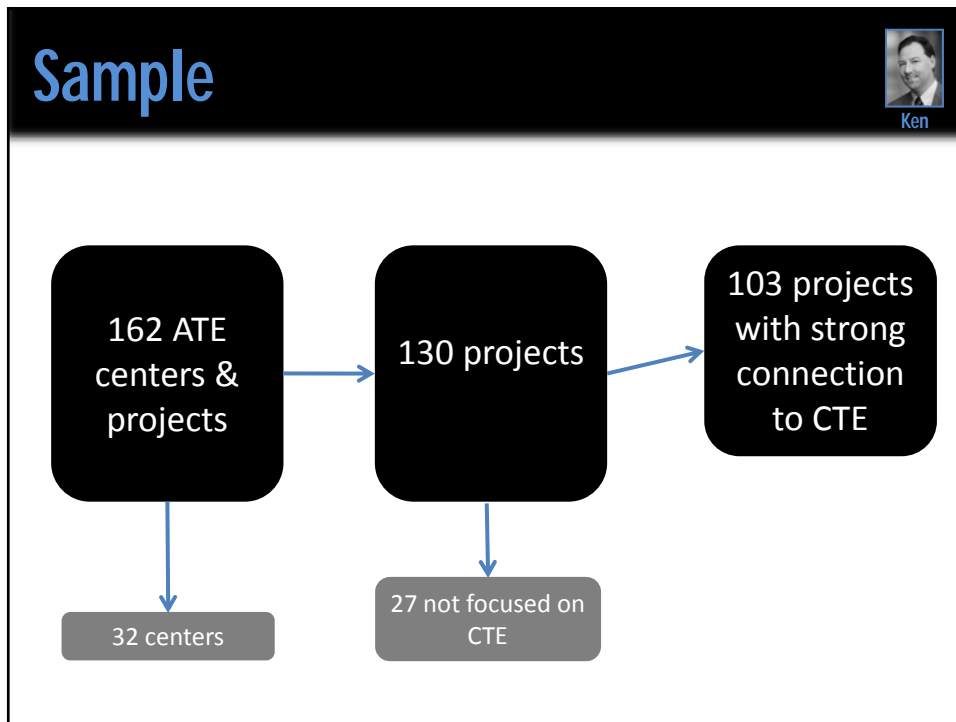 Sample
Ken
162 ATE
centers &
projects
130 projects
103 projects
with strong
connection
to CTE
32 centers
27 not focused on
CTE